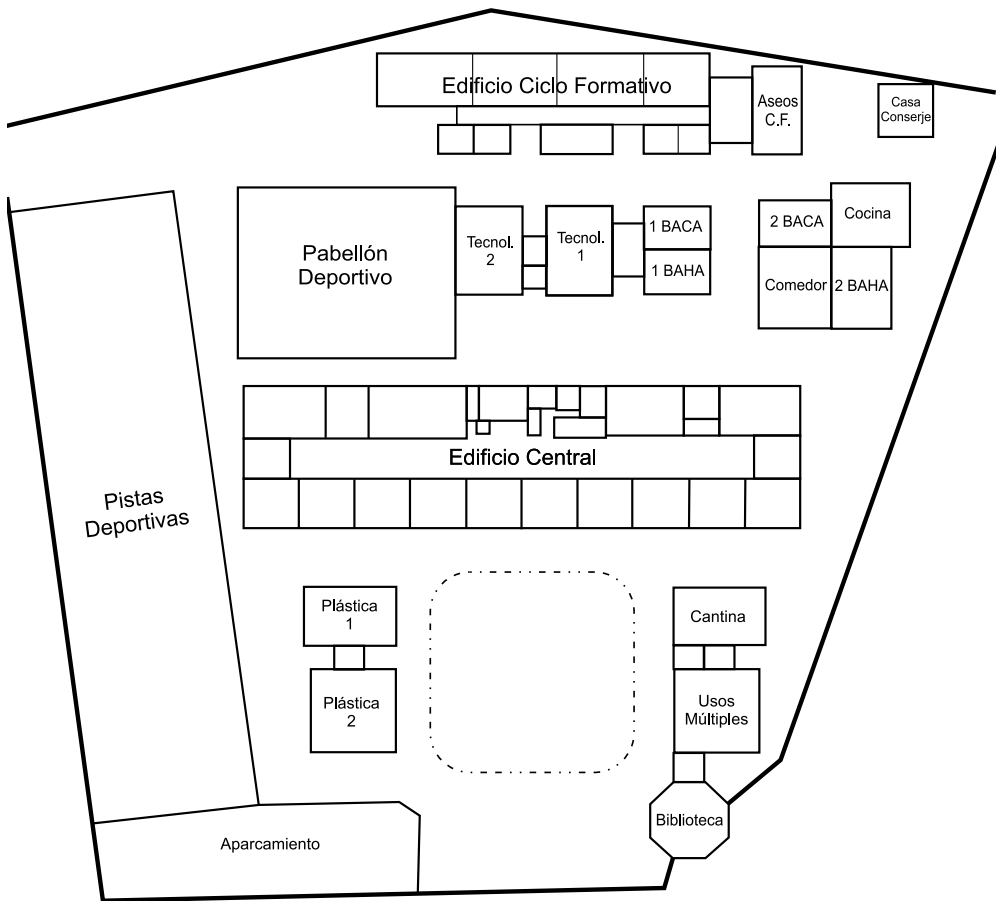 Edificio Ciclo Formativo
Aseos
C.F.
Casa
Conserje
Pabellón
Deportivo
Tecnol.
2
Tecnol.
1
1 BACA
1 BAHA
2 BACA
Cocina
Comedor
2 BAHA
Edificio Central
Pistas
Deportivas
Plástica
1
Plástica
2
Cantina
Usos
Múltiples
Biblioteca
Aparcamiento